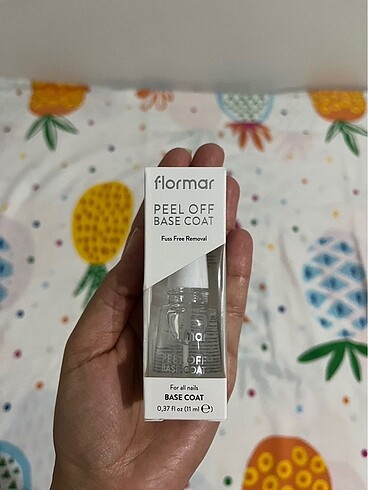 flormar
PEEL OFF
BASE COAT
Fuss Free Removal
PEEL OFF
BASE COAT
For all nails
BASE COAT
0,37 fl oz (11 ml ℮)